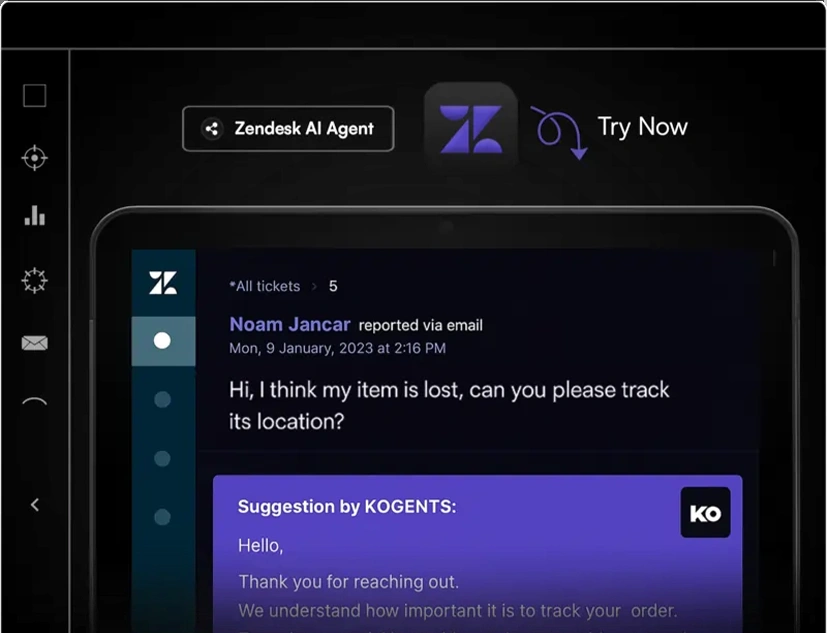 Zendesk AI Agent
Try Now
*All tickets > 5
Noam Jancar reported via email
Mon, 9 January, 2023 at 2:16 PM
Hi, I think my item is lost, can you please track
its location?
Suggestion by KOGENTS:
KO
Hello,
Thank you for reaching out.
We understand how important it is to track your order.